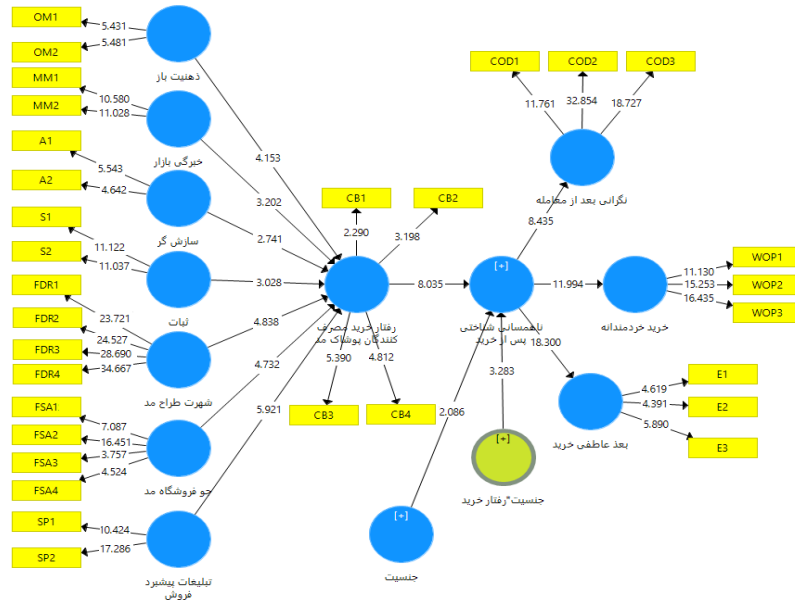 OM1
5.431
OM2
5.481
ذهنیت باز
MM1
10.580
MM2
11.028
خبرگی بازار
A1
5.543
A2
4.642
سازش گر
S1
11.122
S2
11.037
ثبات
FDR1
23.721
FDR2
24.527
FDR3
28.690
FDR4
34.667
شهرت طراح مد
FSA1
7.087
FSA2
16.451
FSA3
3.757
FSA4
4.524
جو فروشگاه مد
SP1
10.424
SP2
17.286
تبلیغات پیشبرد
فروش
4.153
3.202
2.741
3.028
4.838
4.732
5.921
CB1
2.290
CB2
3.198
رفتار خرید مصرف
کنندگان پوشاک مد
5.390
4.812
CB3
CB4
8.035
[+]
ناهمسانی شناختی
پس از خرید
2.086
3.283
[+]
جنسیت*رفتار خرید
[+]
جنسیت
COD1
COD2
COD3
11.761
32.854
18.727
نگرانی بعد از معامله
8.435
11.994
18.300
خرید خردمندانه
WOP1
11.130
WOP2
15.253
WOP3
16.435
بعذ عاطفی خرید
E1
4.619
E2
4.391
E3
5.890